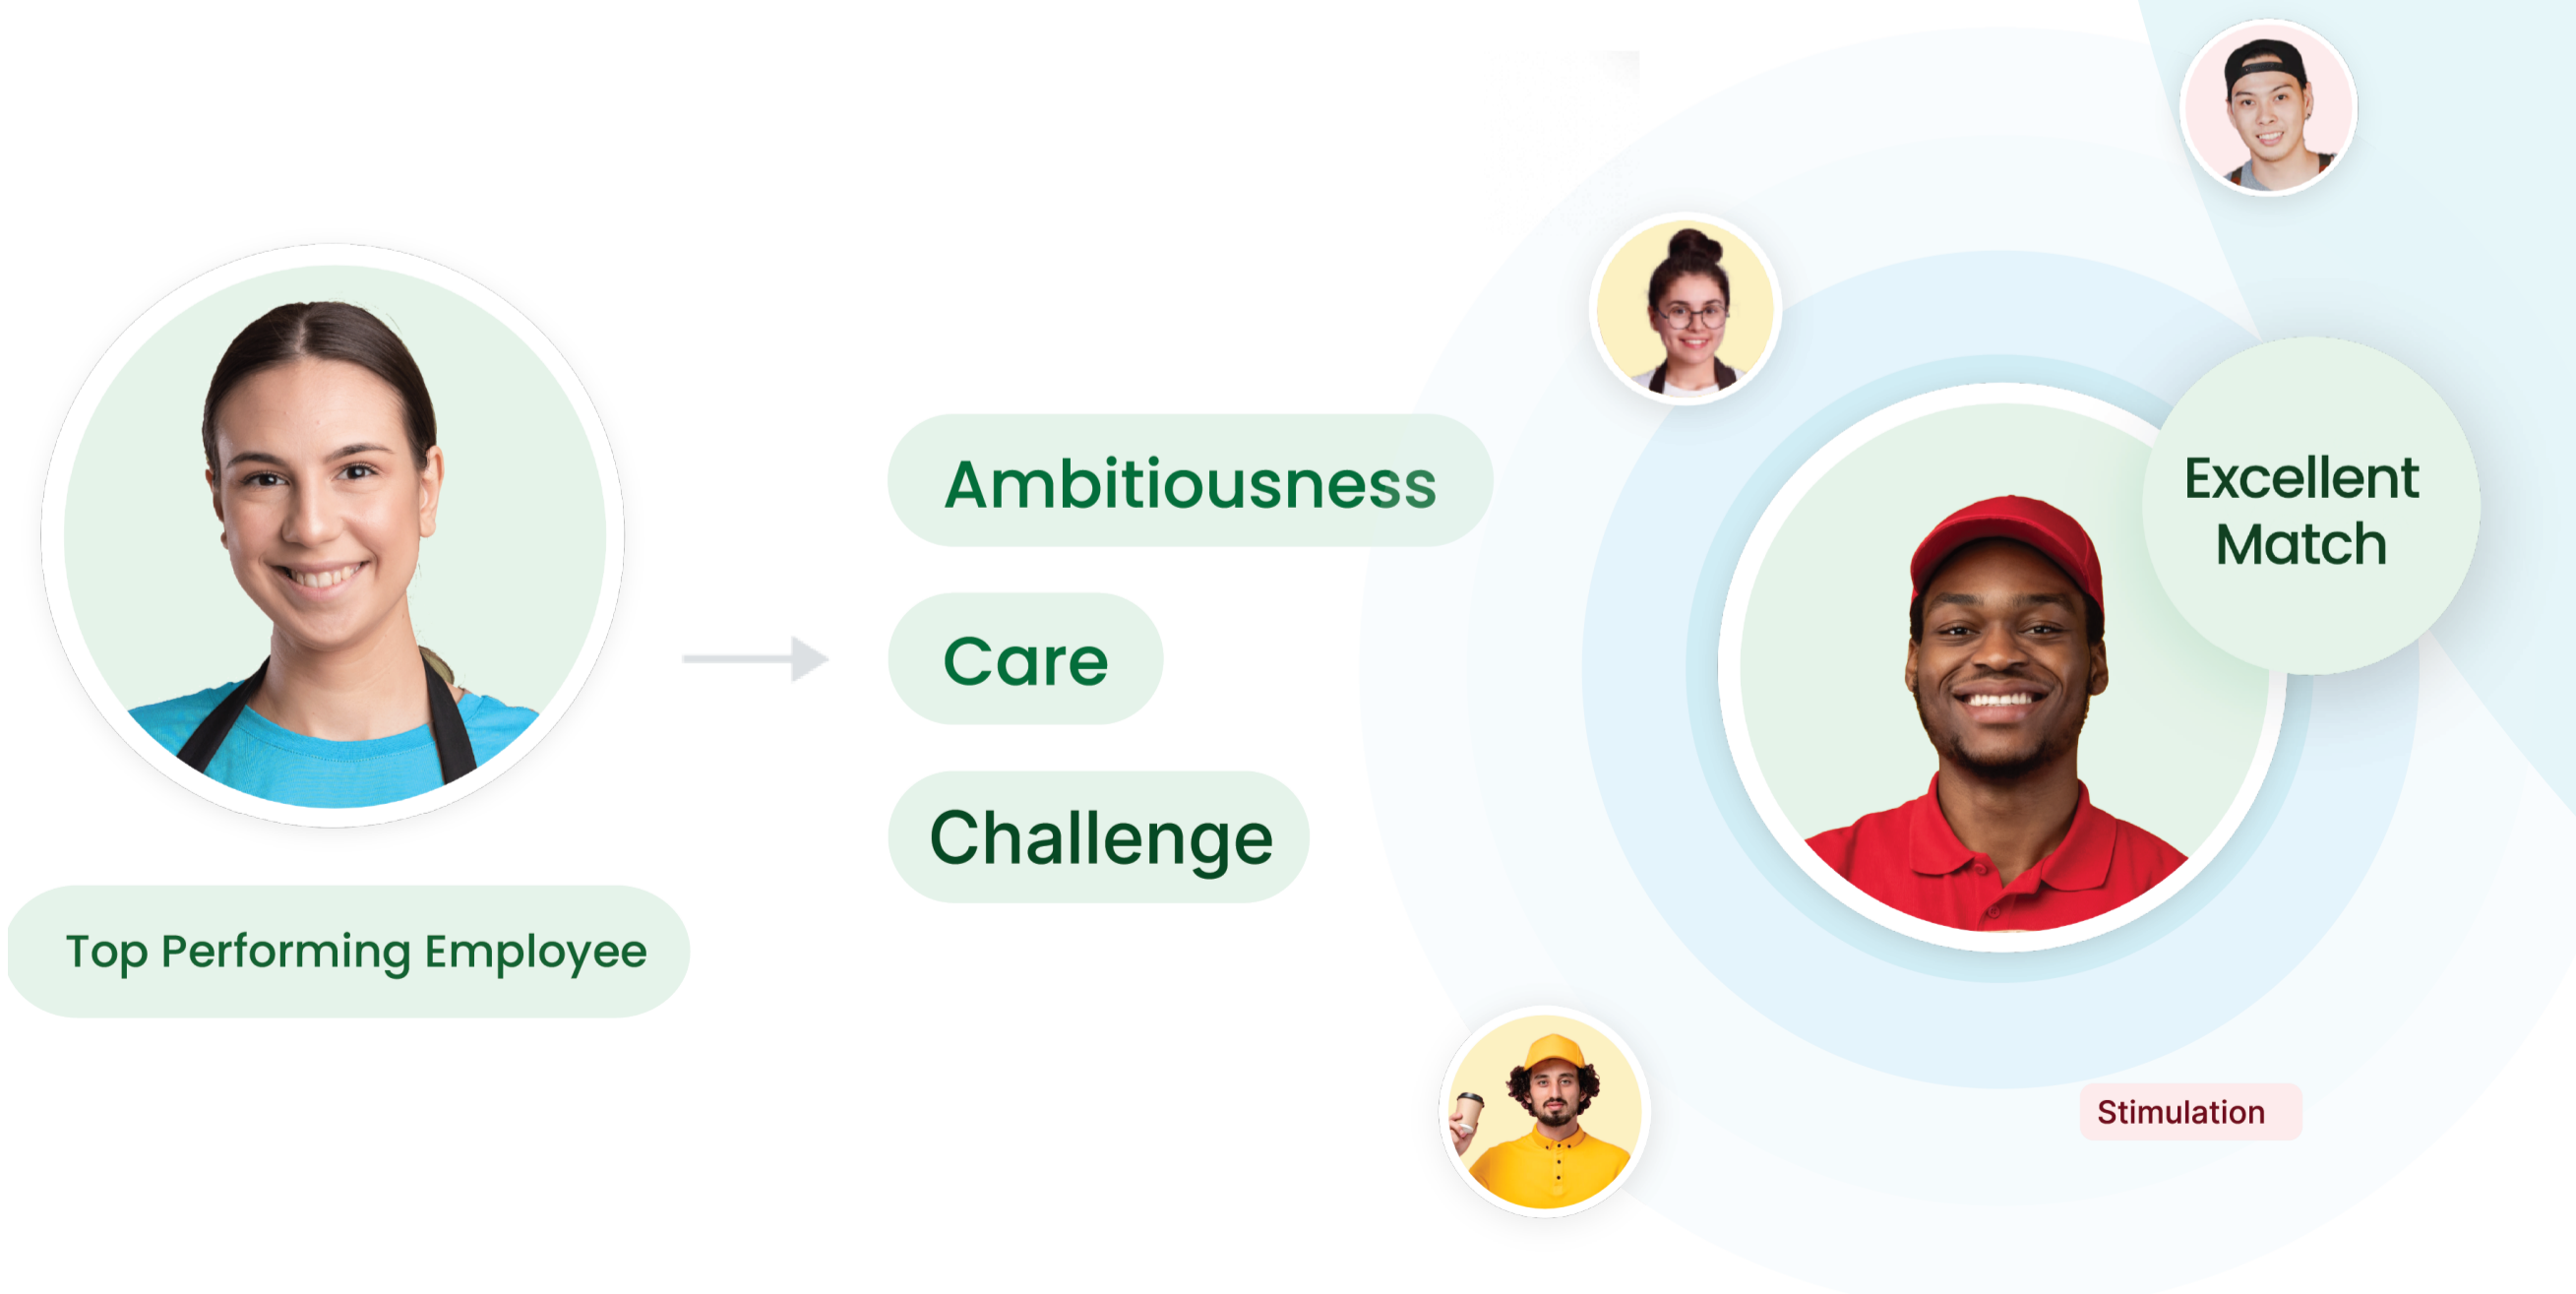 Top Performing Employee
Ambitiousness
Care
Challenge
Excellent
Match
Stimulation